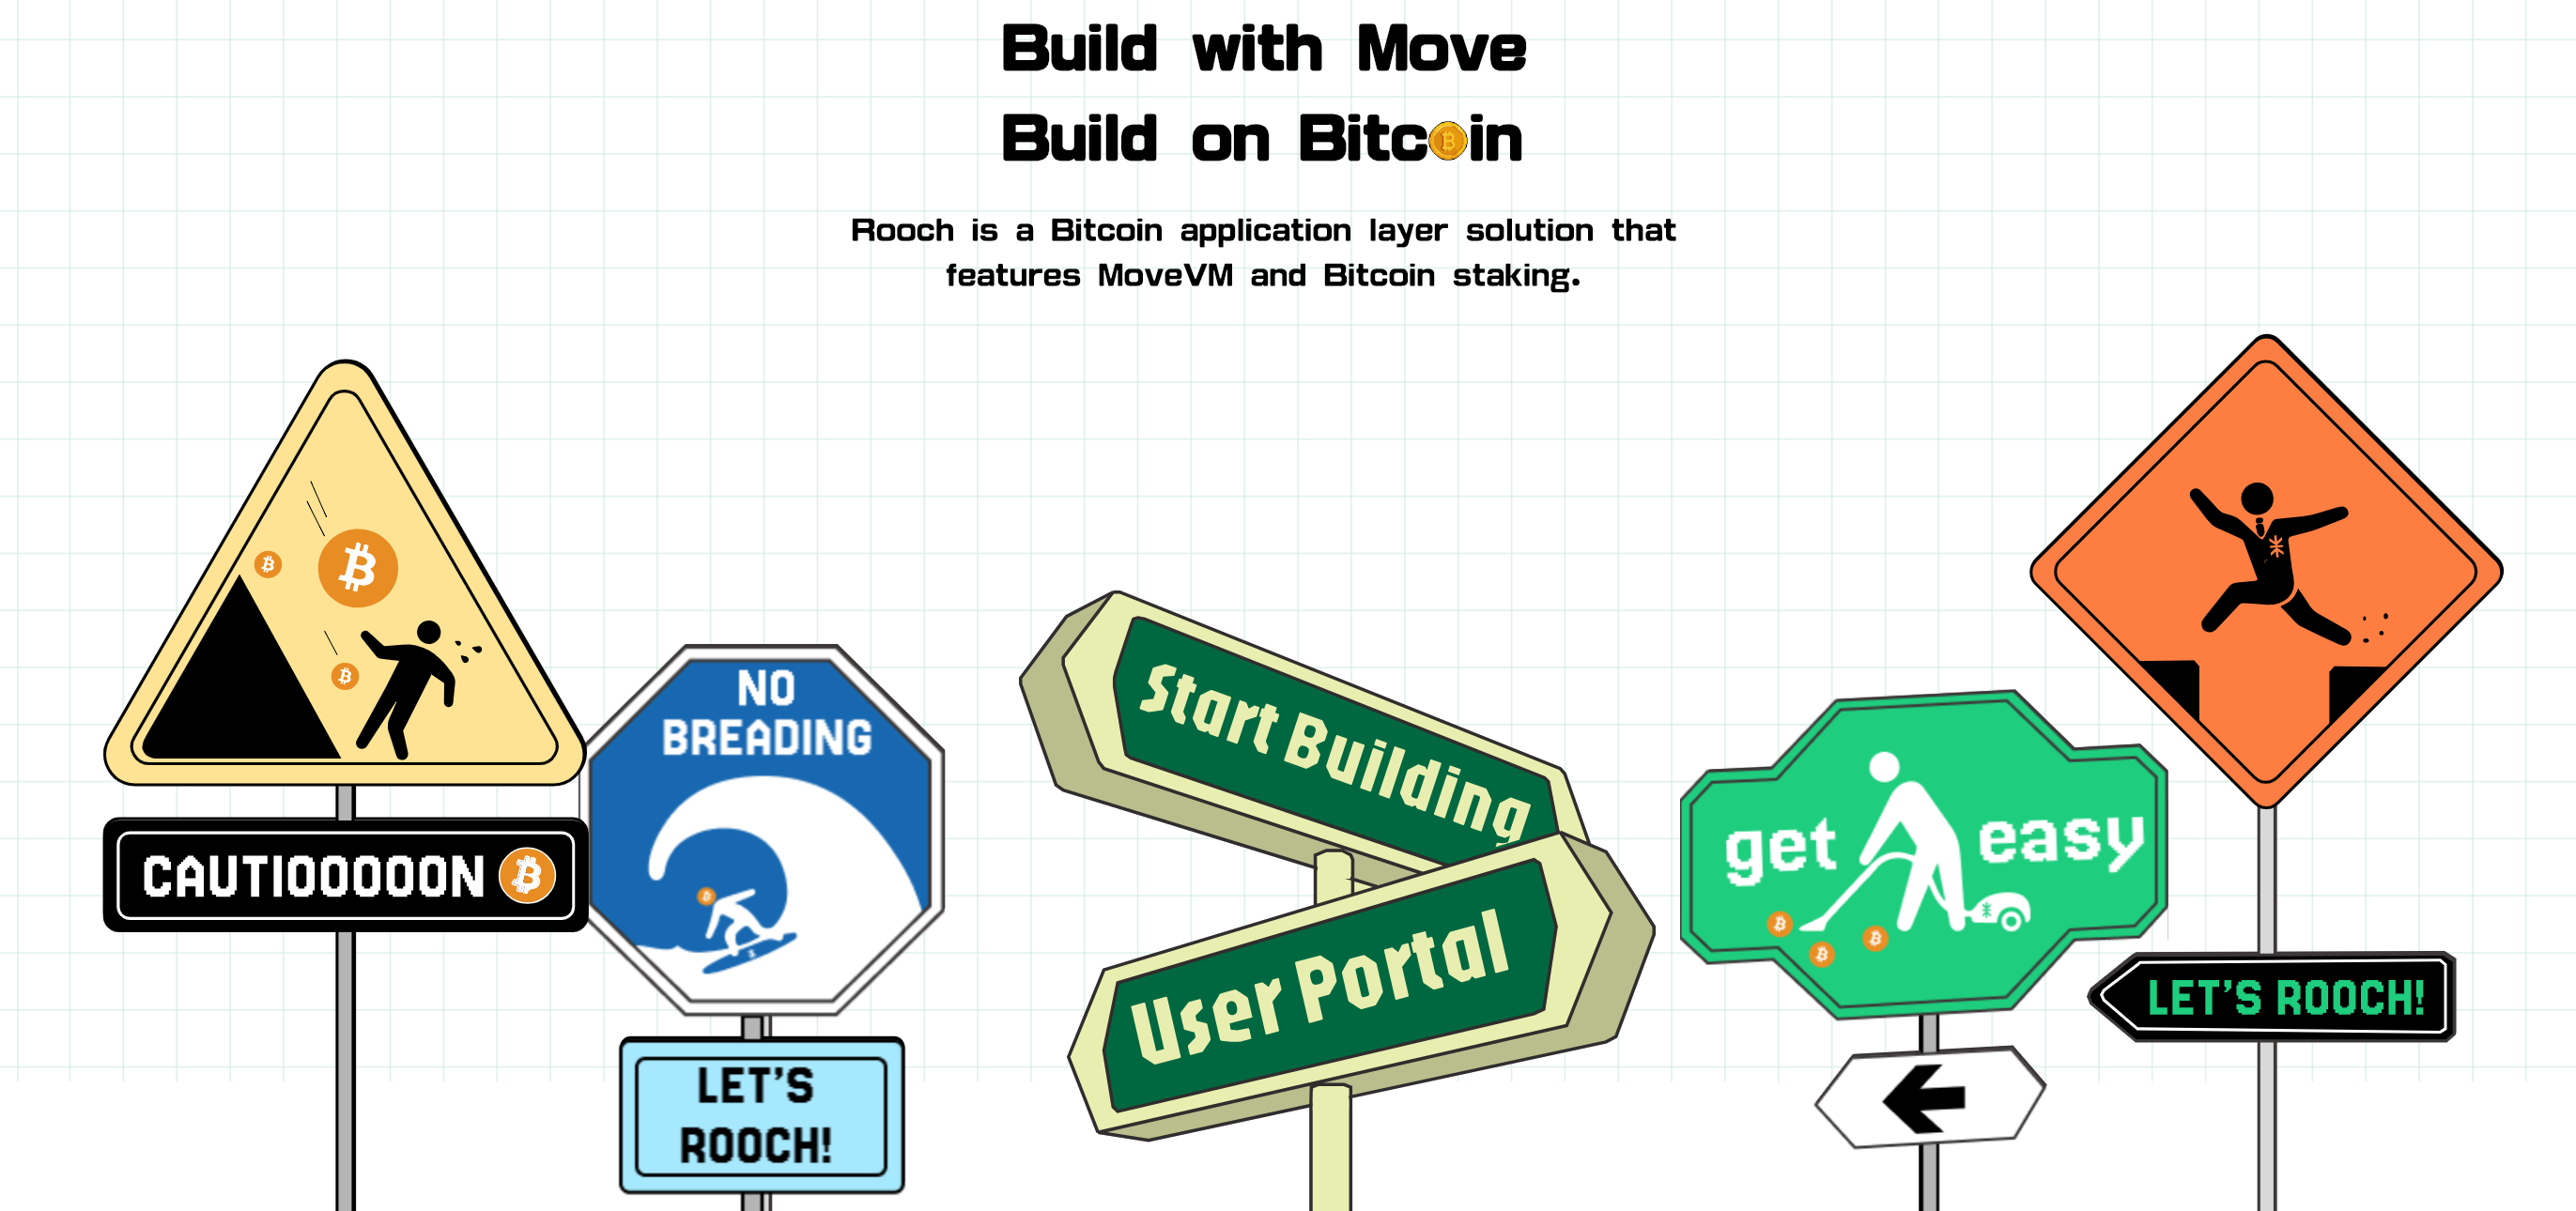 Build with Move
Build on Bitcoin
Rooch is a Bitcoin application layer solution that
features MoveVM and Bitcoin staking.
CAUTIOOOOON
NO
BREADING
LET'S
ROOCH!
Start Building
User Portal
get easy
LET'S ROOCH!